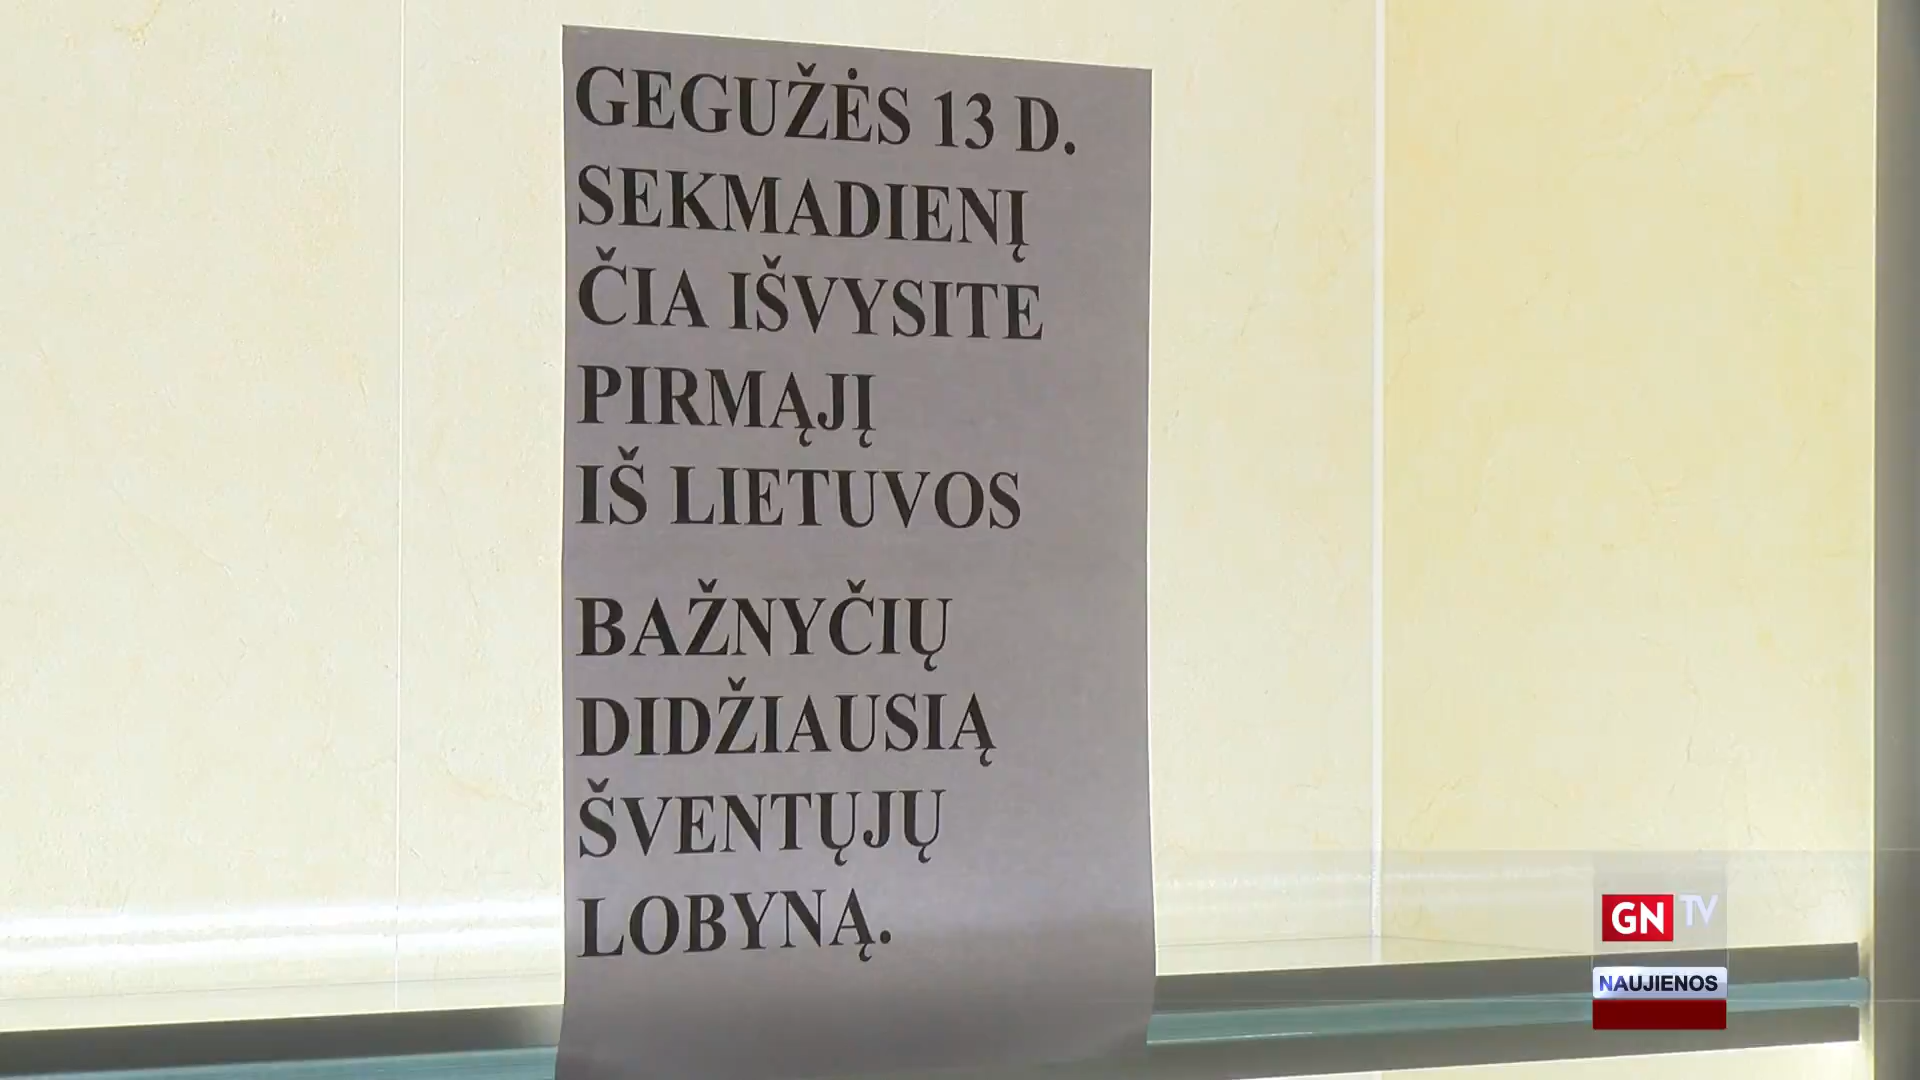 GEGUŽĖS 13 D.
SEKMADIENĮ
ČIA IŠVYSITE
PIRMĄJĮ
IŠ LIETUVOS
BAŽNYČIŲ
DIDŽIAUSIĄ
ŠVENTŲJŲ
LOBYNĄ.
GN TV
NAUJIENOS